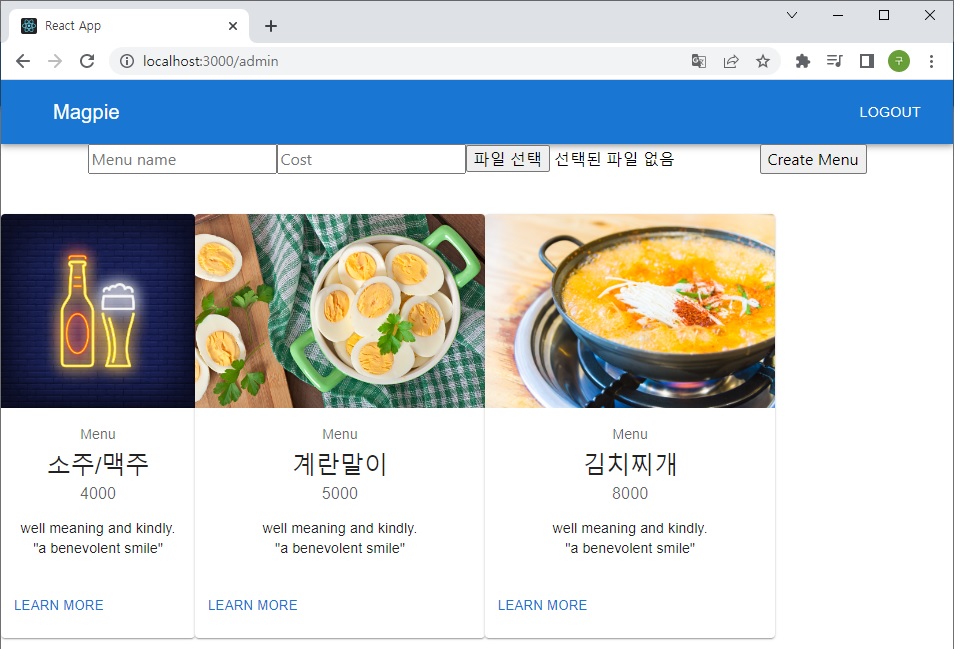 React App
localhost:3000/admin
구
Magpie
LOGOUT
Menu name
Cost
파일 선택 선택된 파일 없음
Create Menu
Menu
소주/맥주
4000
well meaning and kindly.
"a benevolent smile"
LEARN MORE
Menu
계란말이
5000
well meaning and kindly.
"a benevolent smile"
LEARN MORE
Menu
김치찌개
8000
well meaning and kindly.
"a benevolent smile"
LEARN MORE